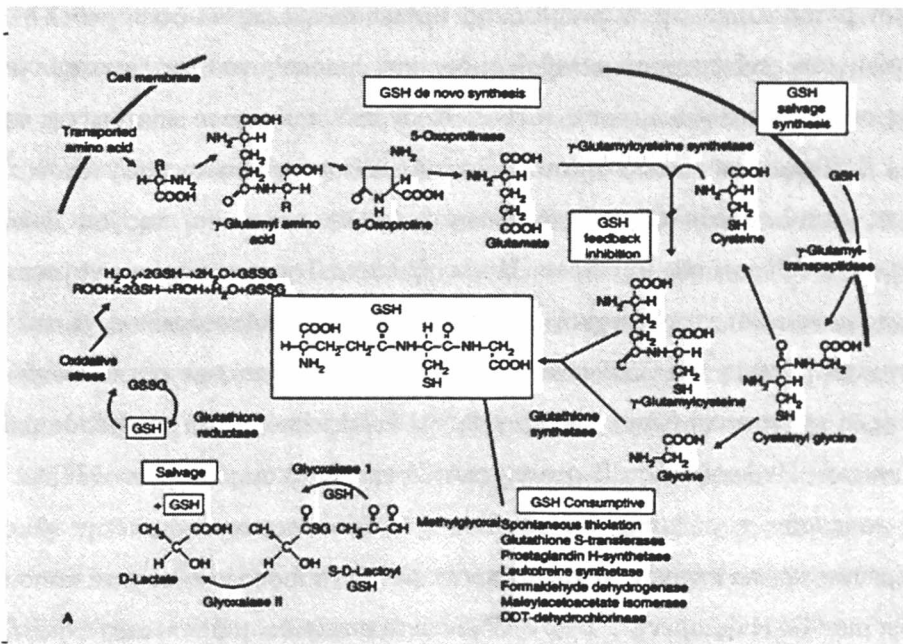 Cell membrane
GSH de novo synthesis
GSH
salvage
synthesis
Transported
amino acid
R
NH2
COOH
COOH
NH2
H
CH2
CH2
COOH
NH
O
H
γ-Glutamyl amino
acid
5-Oxoprolinase
NH2
COOH
O
N
5-Oxoproline
COOH
NH2
H
CH2
CH2
COOH
Glutamate
γ-Glutamylcysteine synthetase
COOH
NH2
H
CH2
SH
Cysteine
GSH
γ-Glutamyl-
transpeptidase
GSH
feedback
inhibition
H2O2+2GSH→2H2O+GSSG
ROOH+2GSH→ROH+H2O+GSSG
Oxidative
stress
GSSG
GSH
Glutathione
reductase
GSH
COOH O H O
H-C-CH2CH2-C-NH-C-C-NH-CH2
NH2 CH2 COOH
SH
COOH
NH2
H
CH2
CH2
COOH
NH
H
O
CH2
SH
γ-Glutamylcysteine
Glutathione
synthetase
COOH
NH2-CH2
Glycine
O
COOH
NH-CH2
NH2
H
CH2
SH
Cysteinyl glycine
Salvage
GSH
Glyoxalase I
GSH
O O
CH3 C CH
Methylglyoxal
CH3 COOH
C
H OH
D-Lactate
CH3 COSG
C
H OH
S-D-Lactoyl
GSH
Glyoxalase II
GSH Consumptive
Spontaneous thiolation
Glutathione S-transferases
Prostaglandin H-synthetase
Leukotreine synthetase
Formaldehyde dehydrogenase
Maleylacetoacetate isomerase
DDT-dehydrochlorinase
A